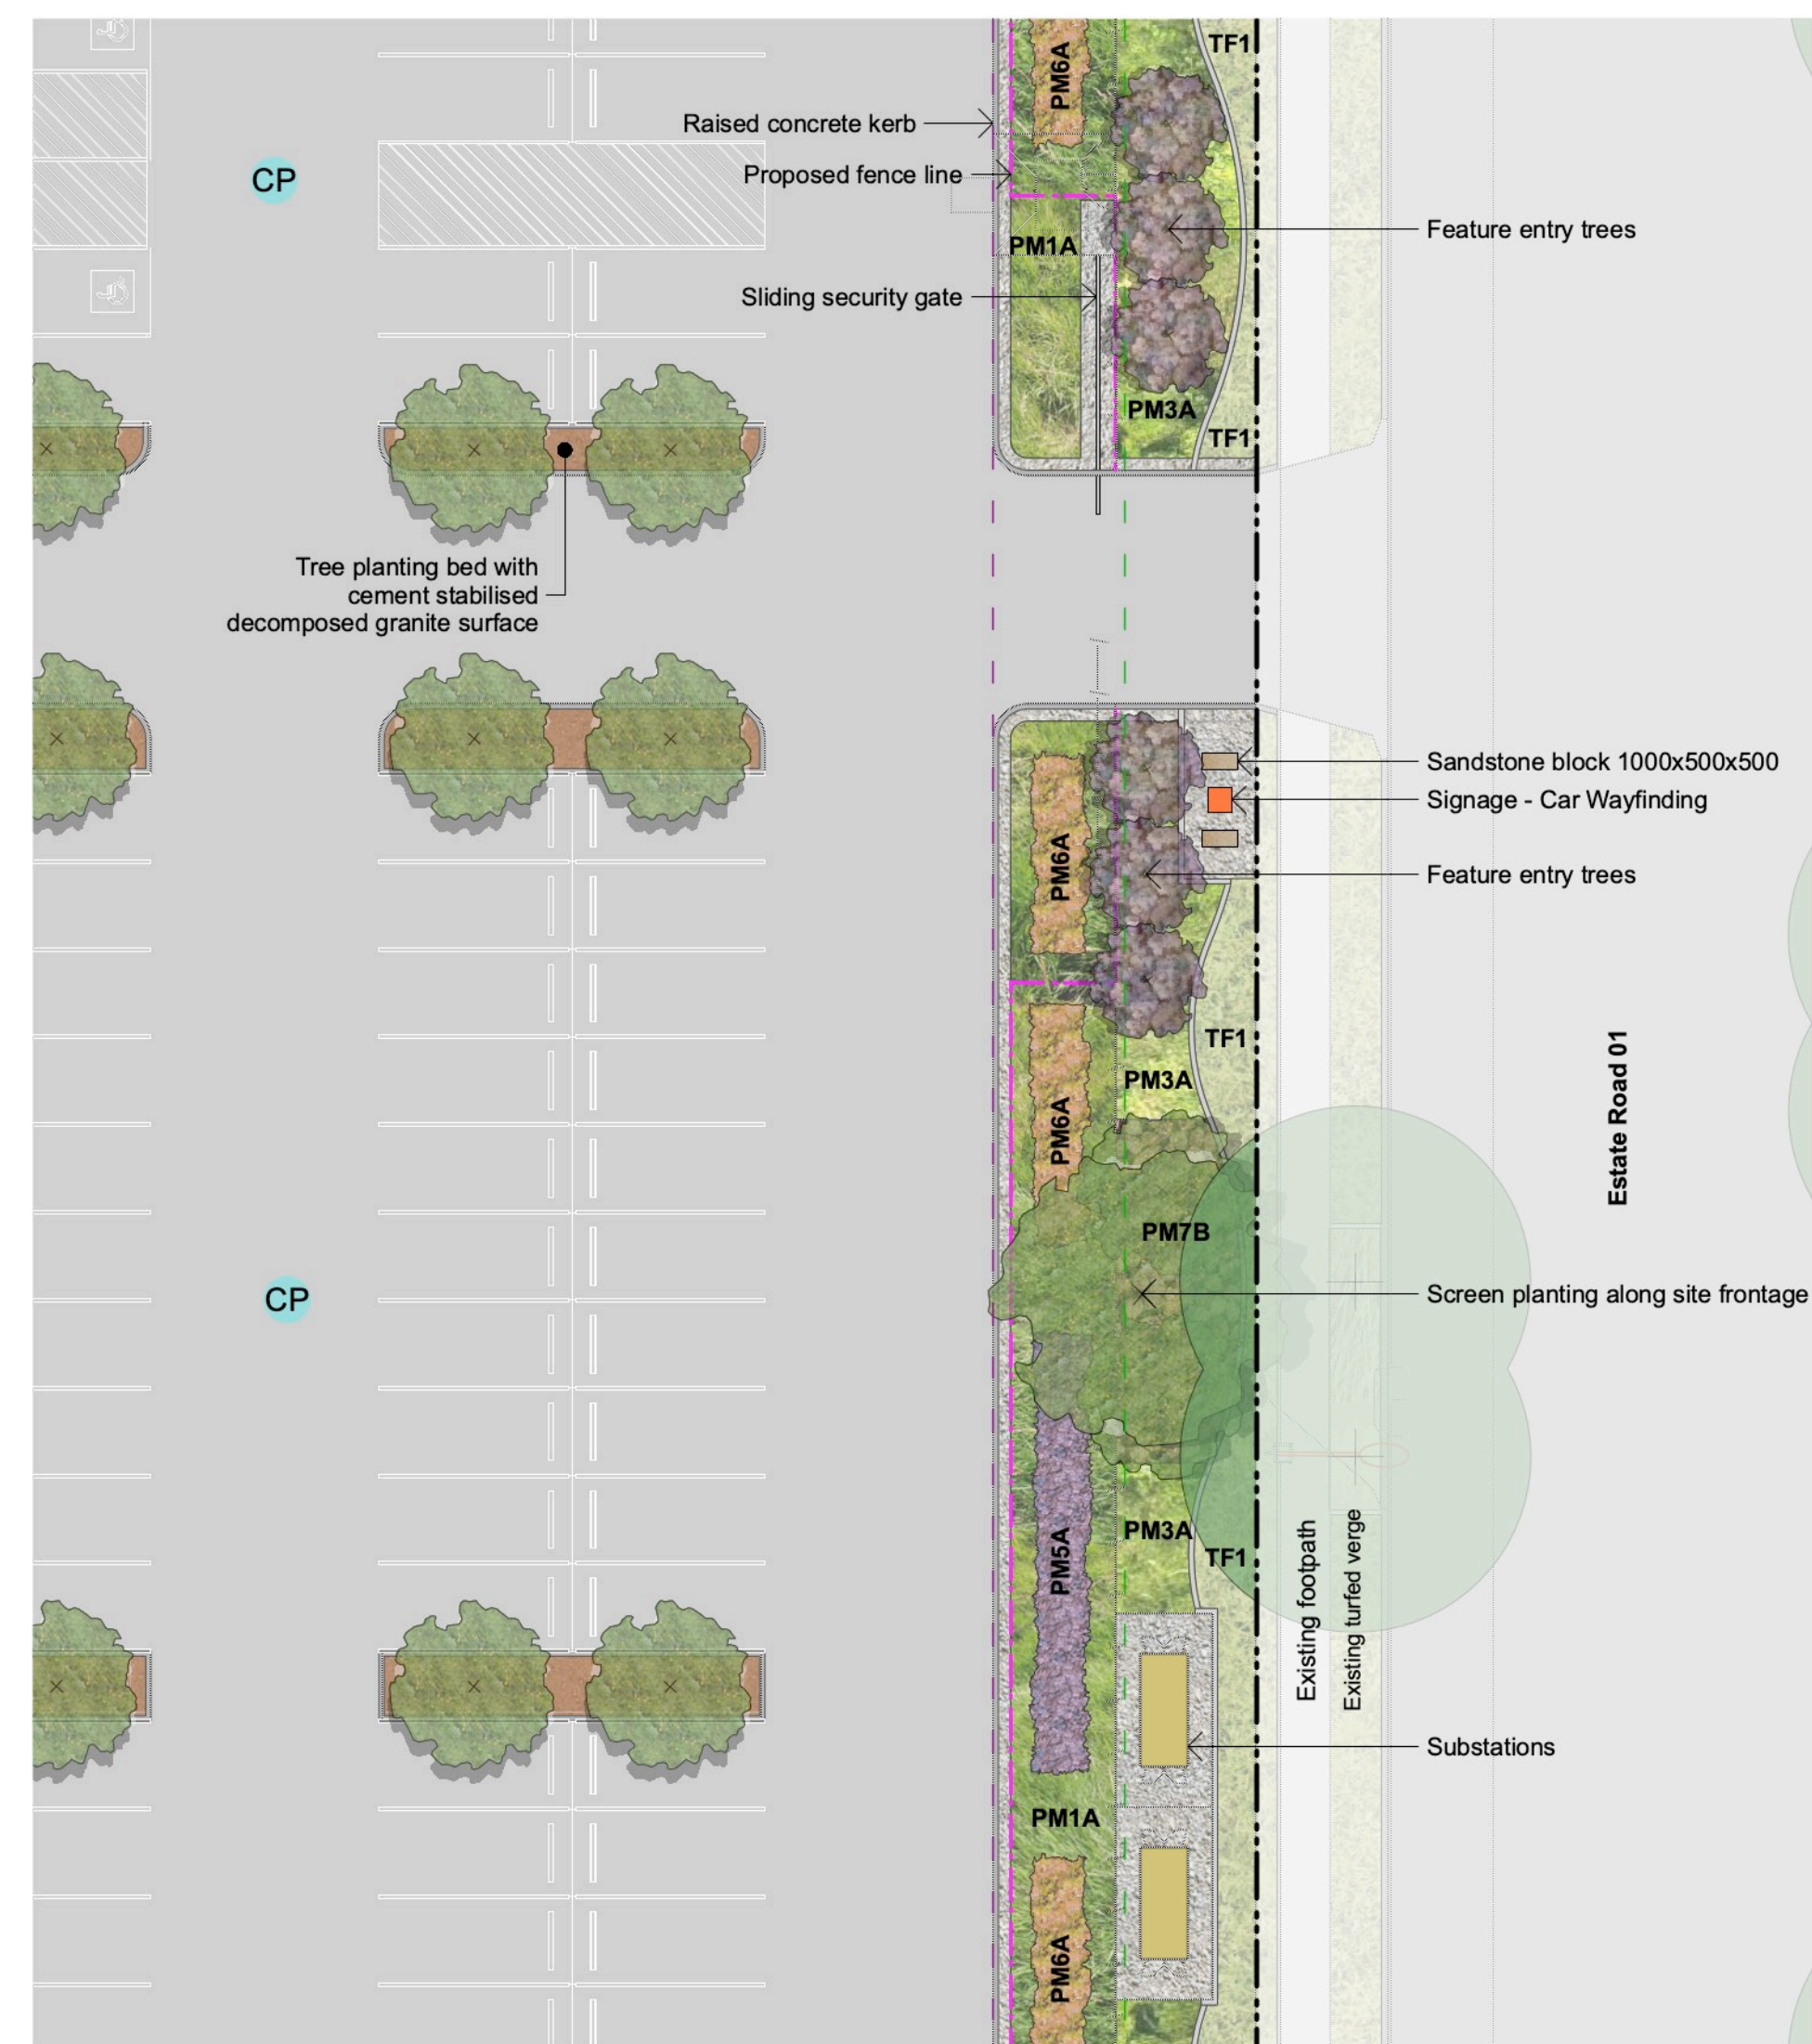 TF1
PM6A
Raised concrete kerb
CP
Proposed fence line
Feature entry trees
PM1A
Sliding security gate
PM3A
TF1
Tree planting bed with
cement stabilised
decomposed granite surface
Sandstone block 1000x500x500
Signage - Car Wayfinding
PM6A
Feature entry trees
TF1
PM3A
PM6A
Estate Road 01
PM7B
CP
Screen planting along site frontage
PM3A
PM5A
TF1
Existing footpath
Existing turfed verge
Substations
PM1A
PM6A